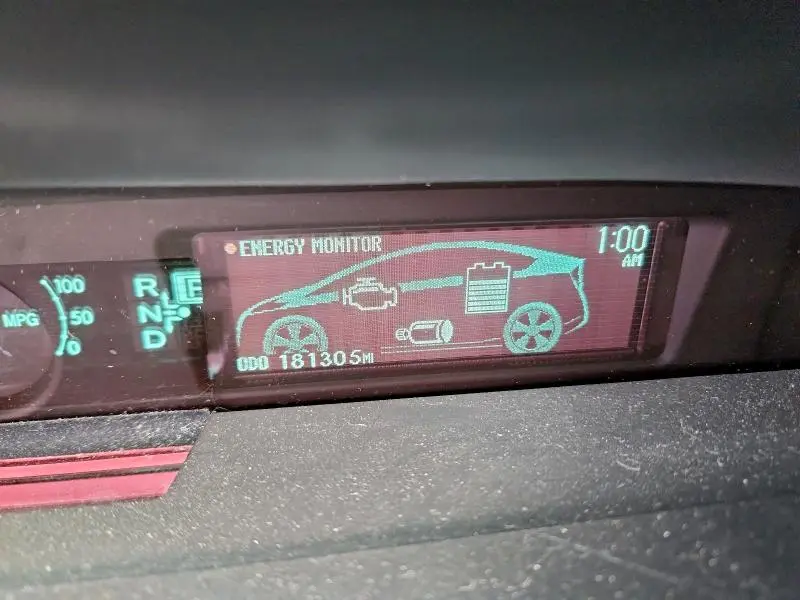 ENERGY MONITOR
1:00
AM
100
MPG
50
0
R
N
D
P
ODO 181305MI